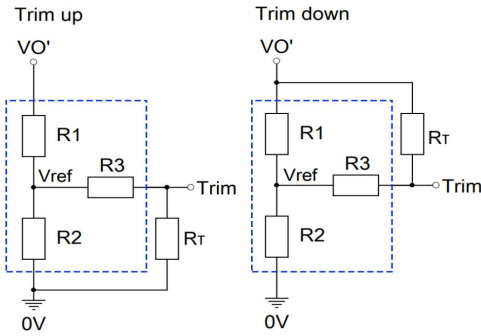 Trim up
VO'
R1
Vref
R3
Trim
R2
RT
0V
Trim down
VO'
R1
RT
Vref
R3
Trim
R2
0V